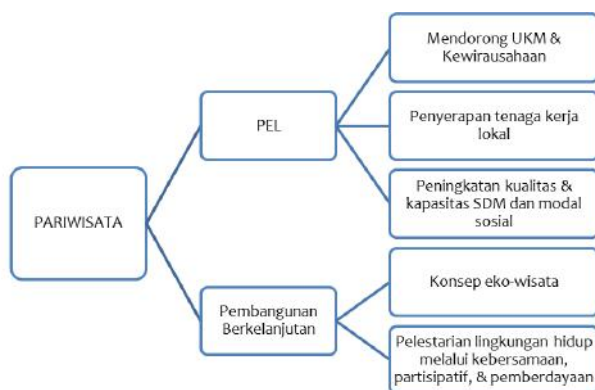 PARIWISATA
PEL
Mendorong UKM &
Kewirausahaan
Penyerapan tenaga kerja
lokal
Peningkatan kualitas &
kapasitas SDM dan modal
sosial
Pembangunan
Berkelanjutan
Konsep eko-wisata
Pelestarian lingkungan hidup
melalui kebersamaan,
partisipatif, & pemberdayaan